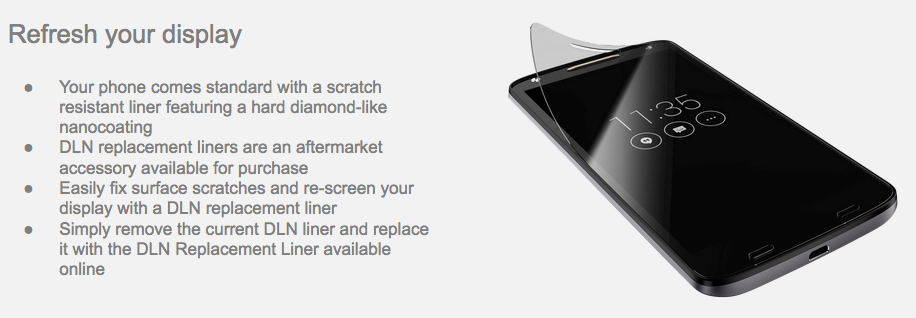 Refresh your display
● Your phone comes standard with a scratch
resistant liner featuring a hard diamond-like
nanocoating
● DLN replacement liners are an aftermarket
accessory available for purchase
● Easily fix surface scratches and re-screen your
display with a DLN replacement liner
● Simply remove the current DLN liner and replace
it with the DLN Replacement Liner available
online
11:35